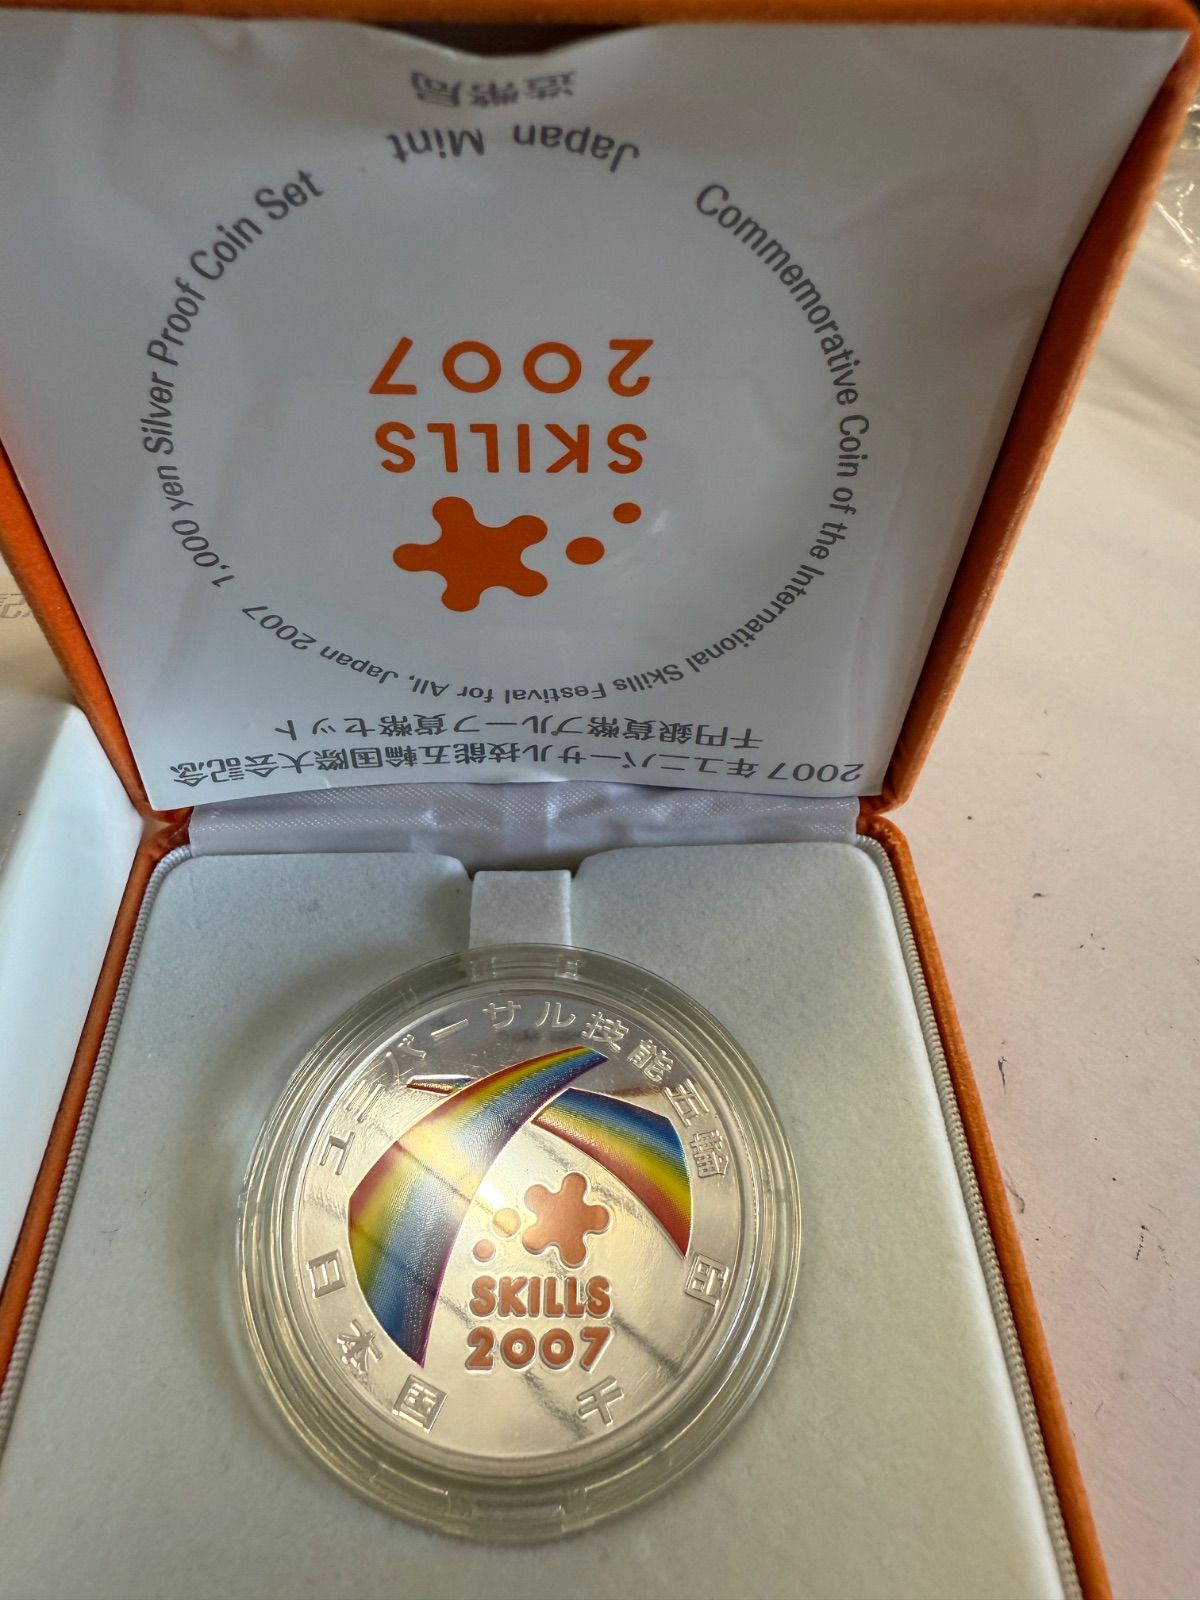 2007年ユニバーサル技能五輪国際大会記念
千円銀貨幣プルーフ貨幣セット
Commemorative Coin of the International Skills Festival for All, Japan 2007 1,000 yen Silver Proof Coin Set
SKILLS
2007
Japan Mint
造幣局
ユニバーサル技能五輪
SKILLS
2007
日本国
千円
記